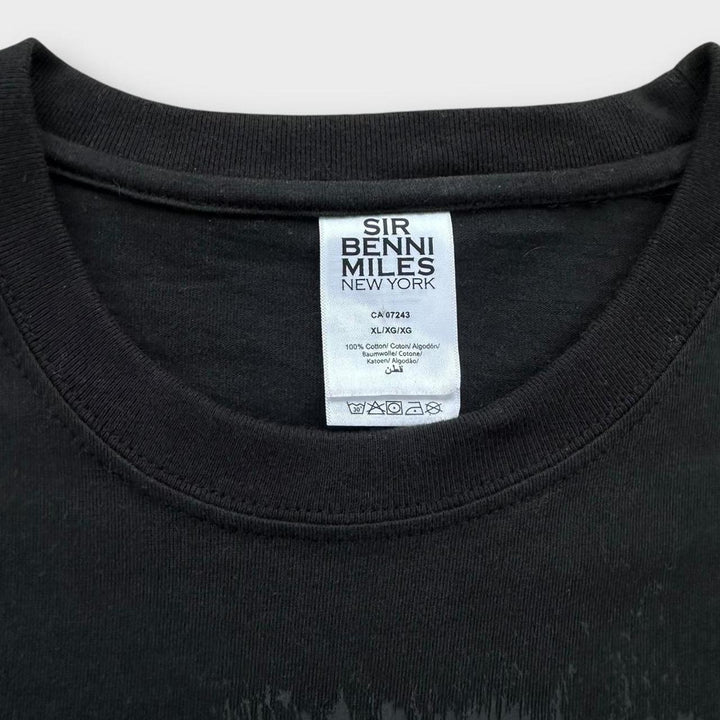 SIR
BENNI
MILES
NEW YORK
CA 07243
XL/XG/XG
100% Cotton/ Coton/ Algodón/
Baumwolle/ Cotone/
Katoen/ Algodão/
قطن
30°